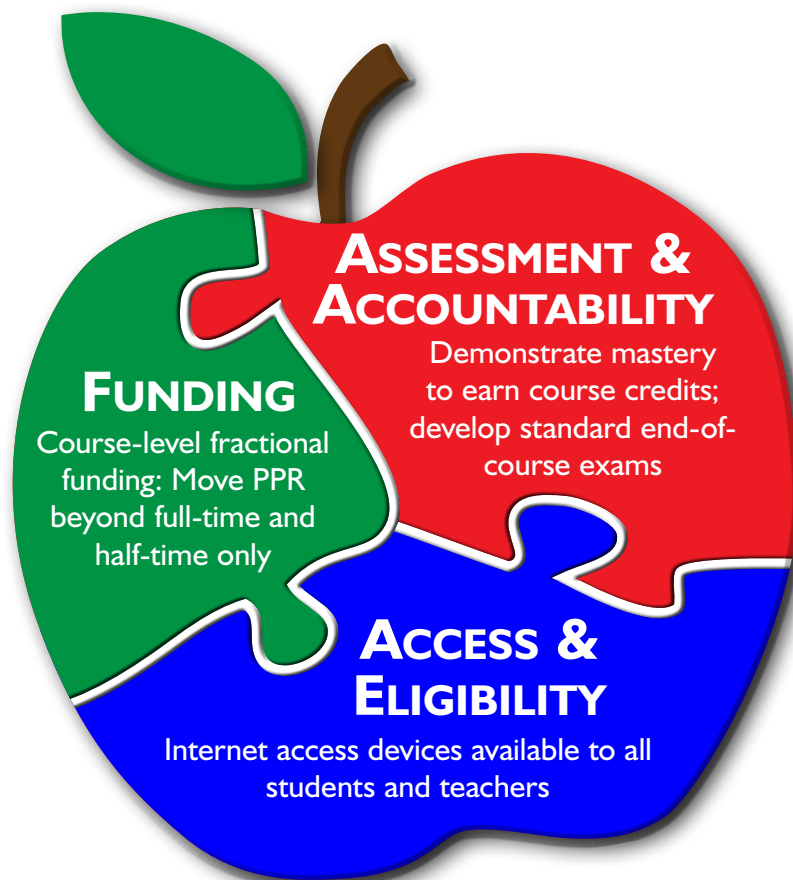 ASSESSMENT &
ACCOUNTABILITY
Demonstrate mastery
to earn course credits;
develop standard end-of-
course exams
FUNDING
Course-level fractional
funding: Move PPR
beyond full-time and
half-time only
ACCESS &
ELIGIBILITY
Internet access devices available to all
students and teachers